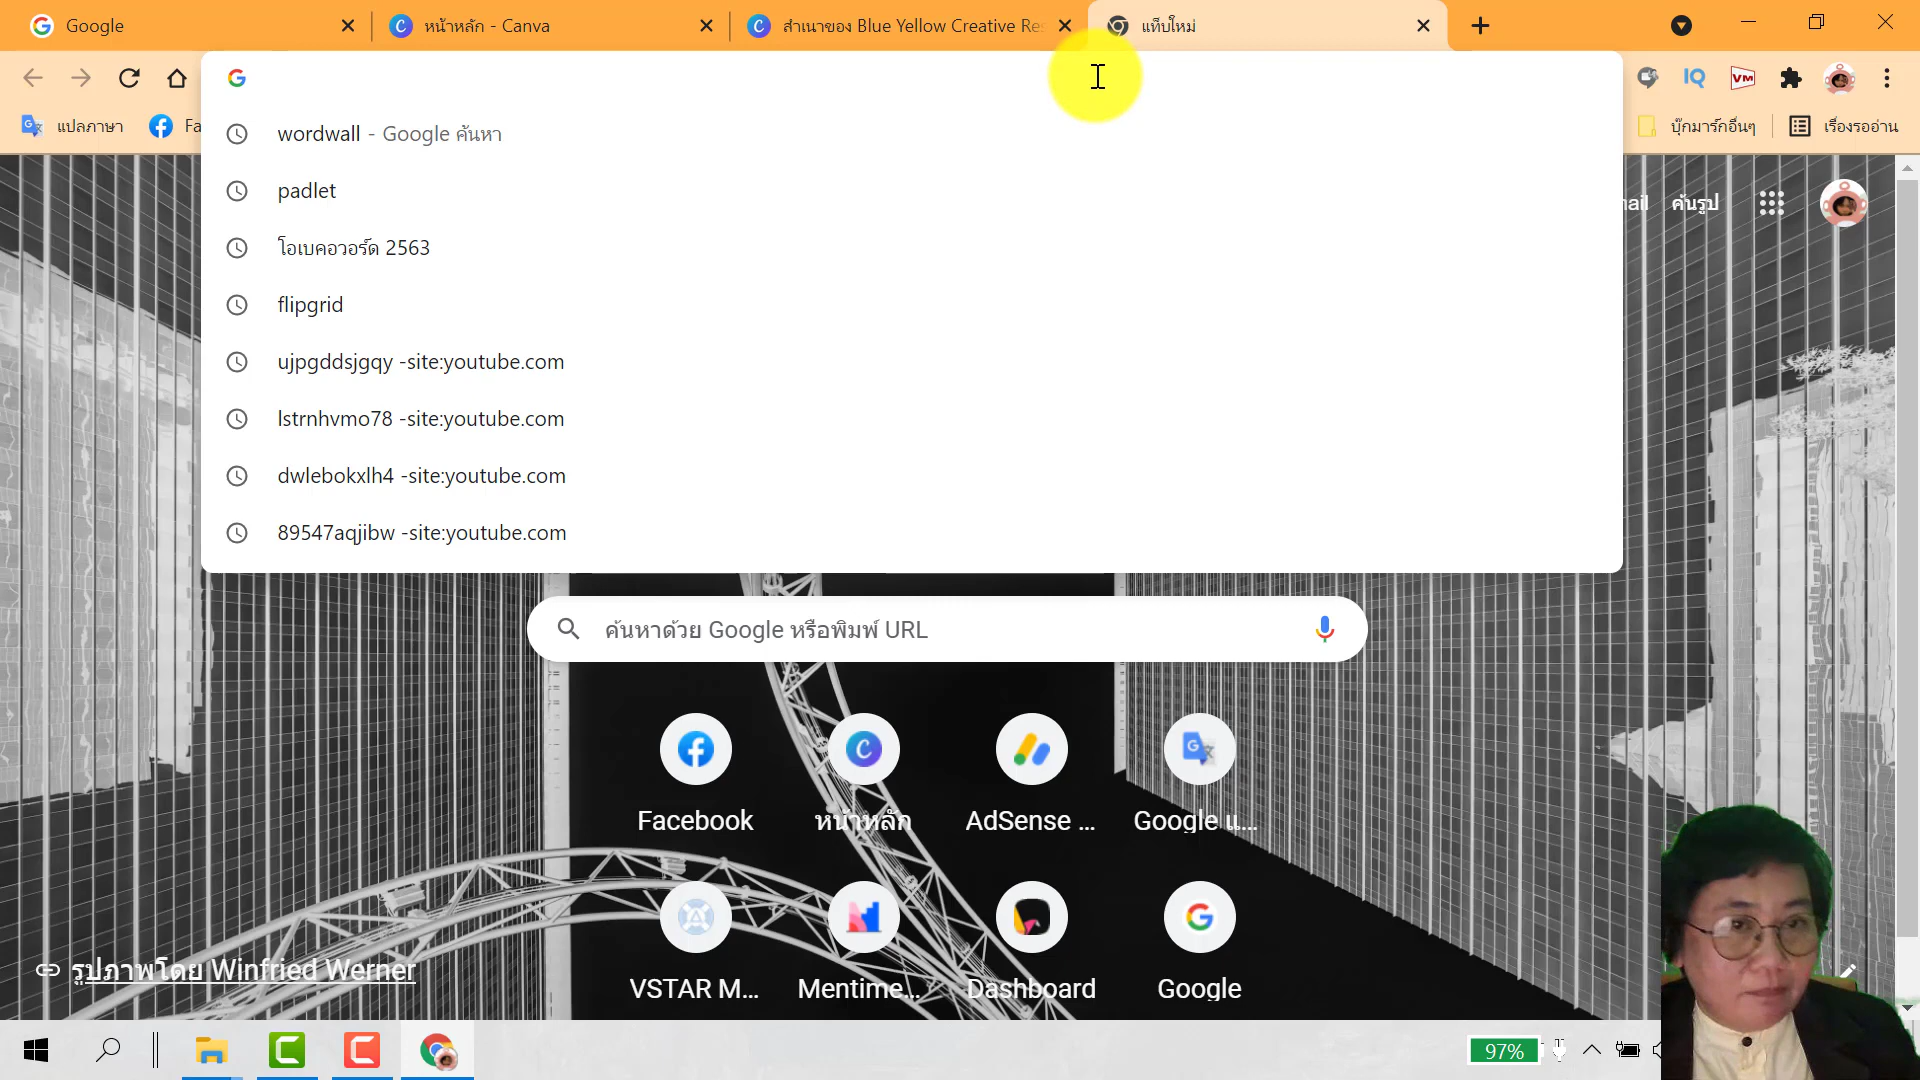 Google
หน้าหลัก - Canva
สำเนาของ Blue Yellow Creative Res
แท็บใหม่
แปลภาษา
Fa
IQ
VM
บุ๊กมาร์กอื่นๆ
เรื่องรออ่าน
wordwall - Google ค้นหา
padlet
โอเบคอวอร์ด 2563
flipgrid
ujpgddsjgqy -site:youtube.com
lstrnhvmo78 -site:youtube.com
dwlebokxlh4 -site:youtube.com
89547aqjibw -site:youtube.com
ail
ค้นรูป
ค้นหาด้วย Google หรือพิมพ์ URL
Facebook
หน้าหลัก
AdSense ...
Google แ...
VSTAR M...
Mentime...
Dashboard
Google
รูปภาพโดย Winfried Werner
97%